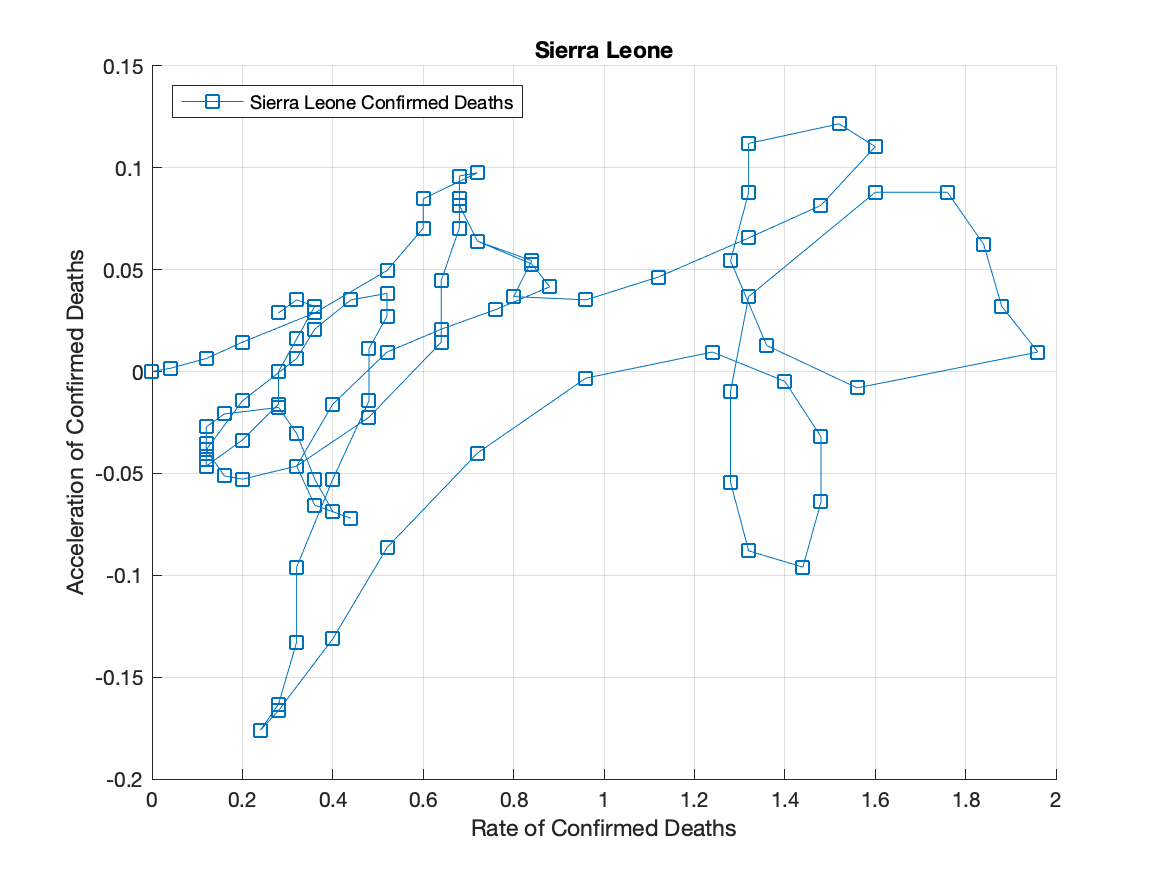 Sierra Leone
0.15
Sierra Leone Confirmed Deaths
0.1
0.05
0
-0.05
-0.1
-0.15
-0.2
Acceleration of Confirmed Deaths
0 0.2 0.4 0.6 0.8 1 1.2 1.4 1.6 1.8 2
Rate of Confirmed Deaths